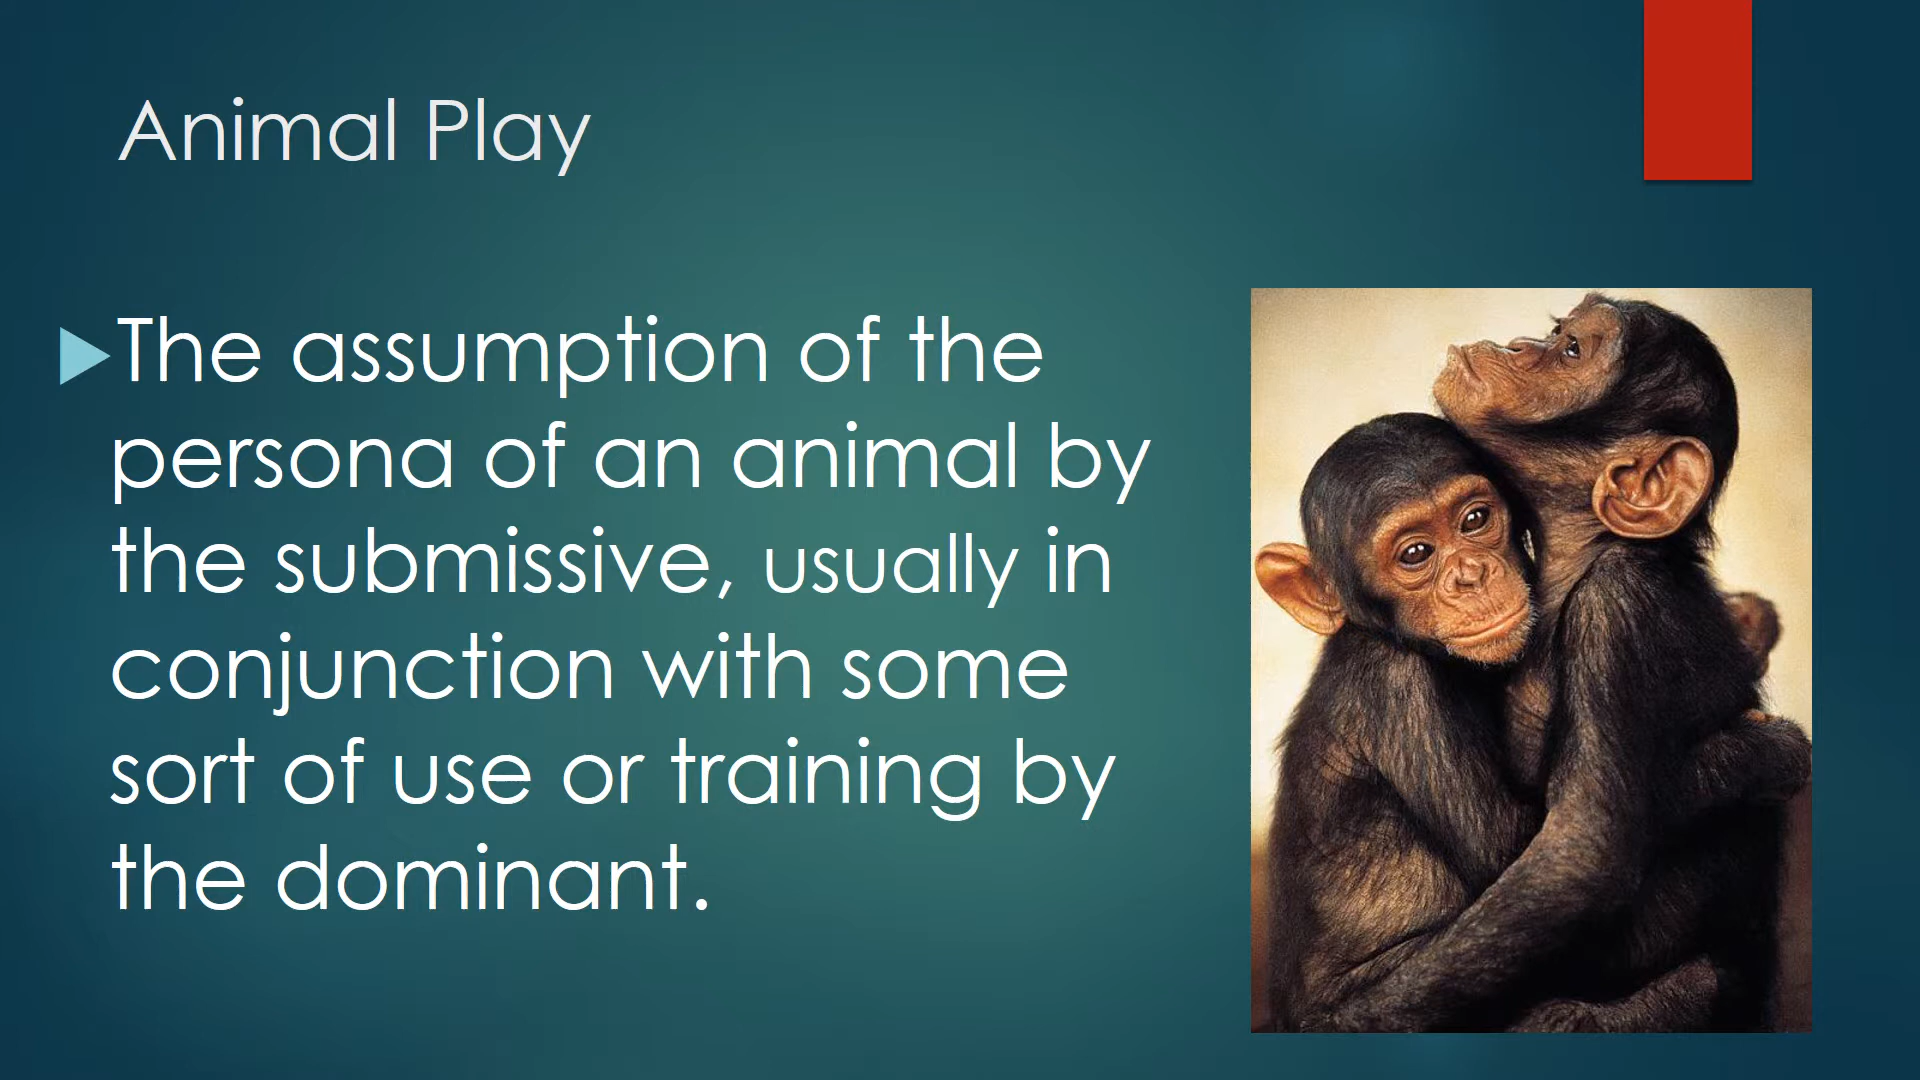 Animal Play
The assumption of the
persona of an animal by
the submissive, usually in
conjunction with some
sort of use or training by
the dominant.